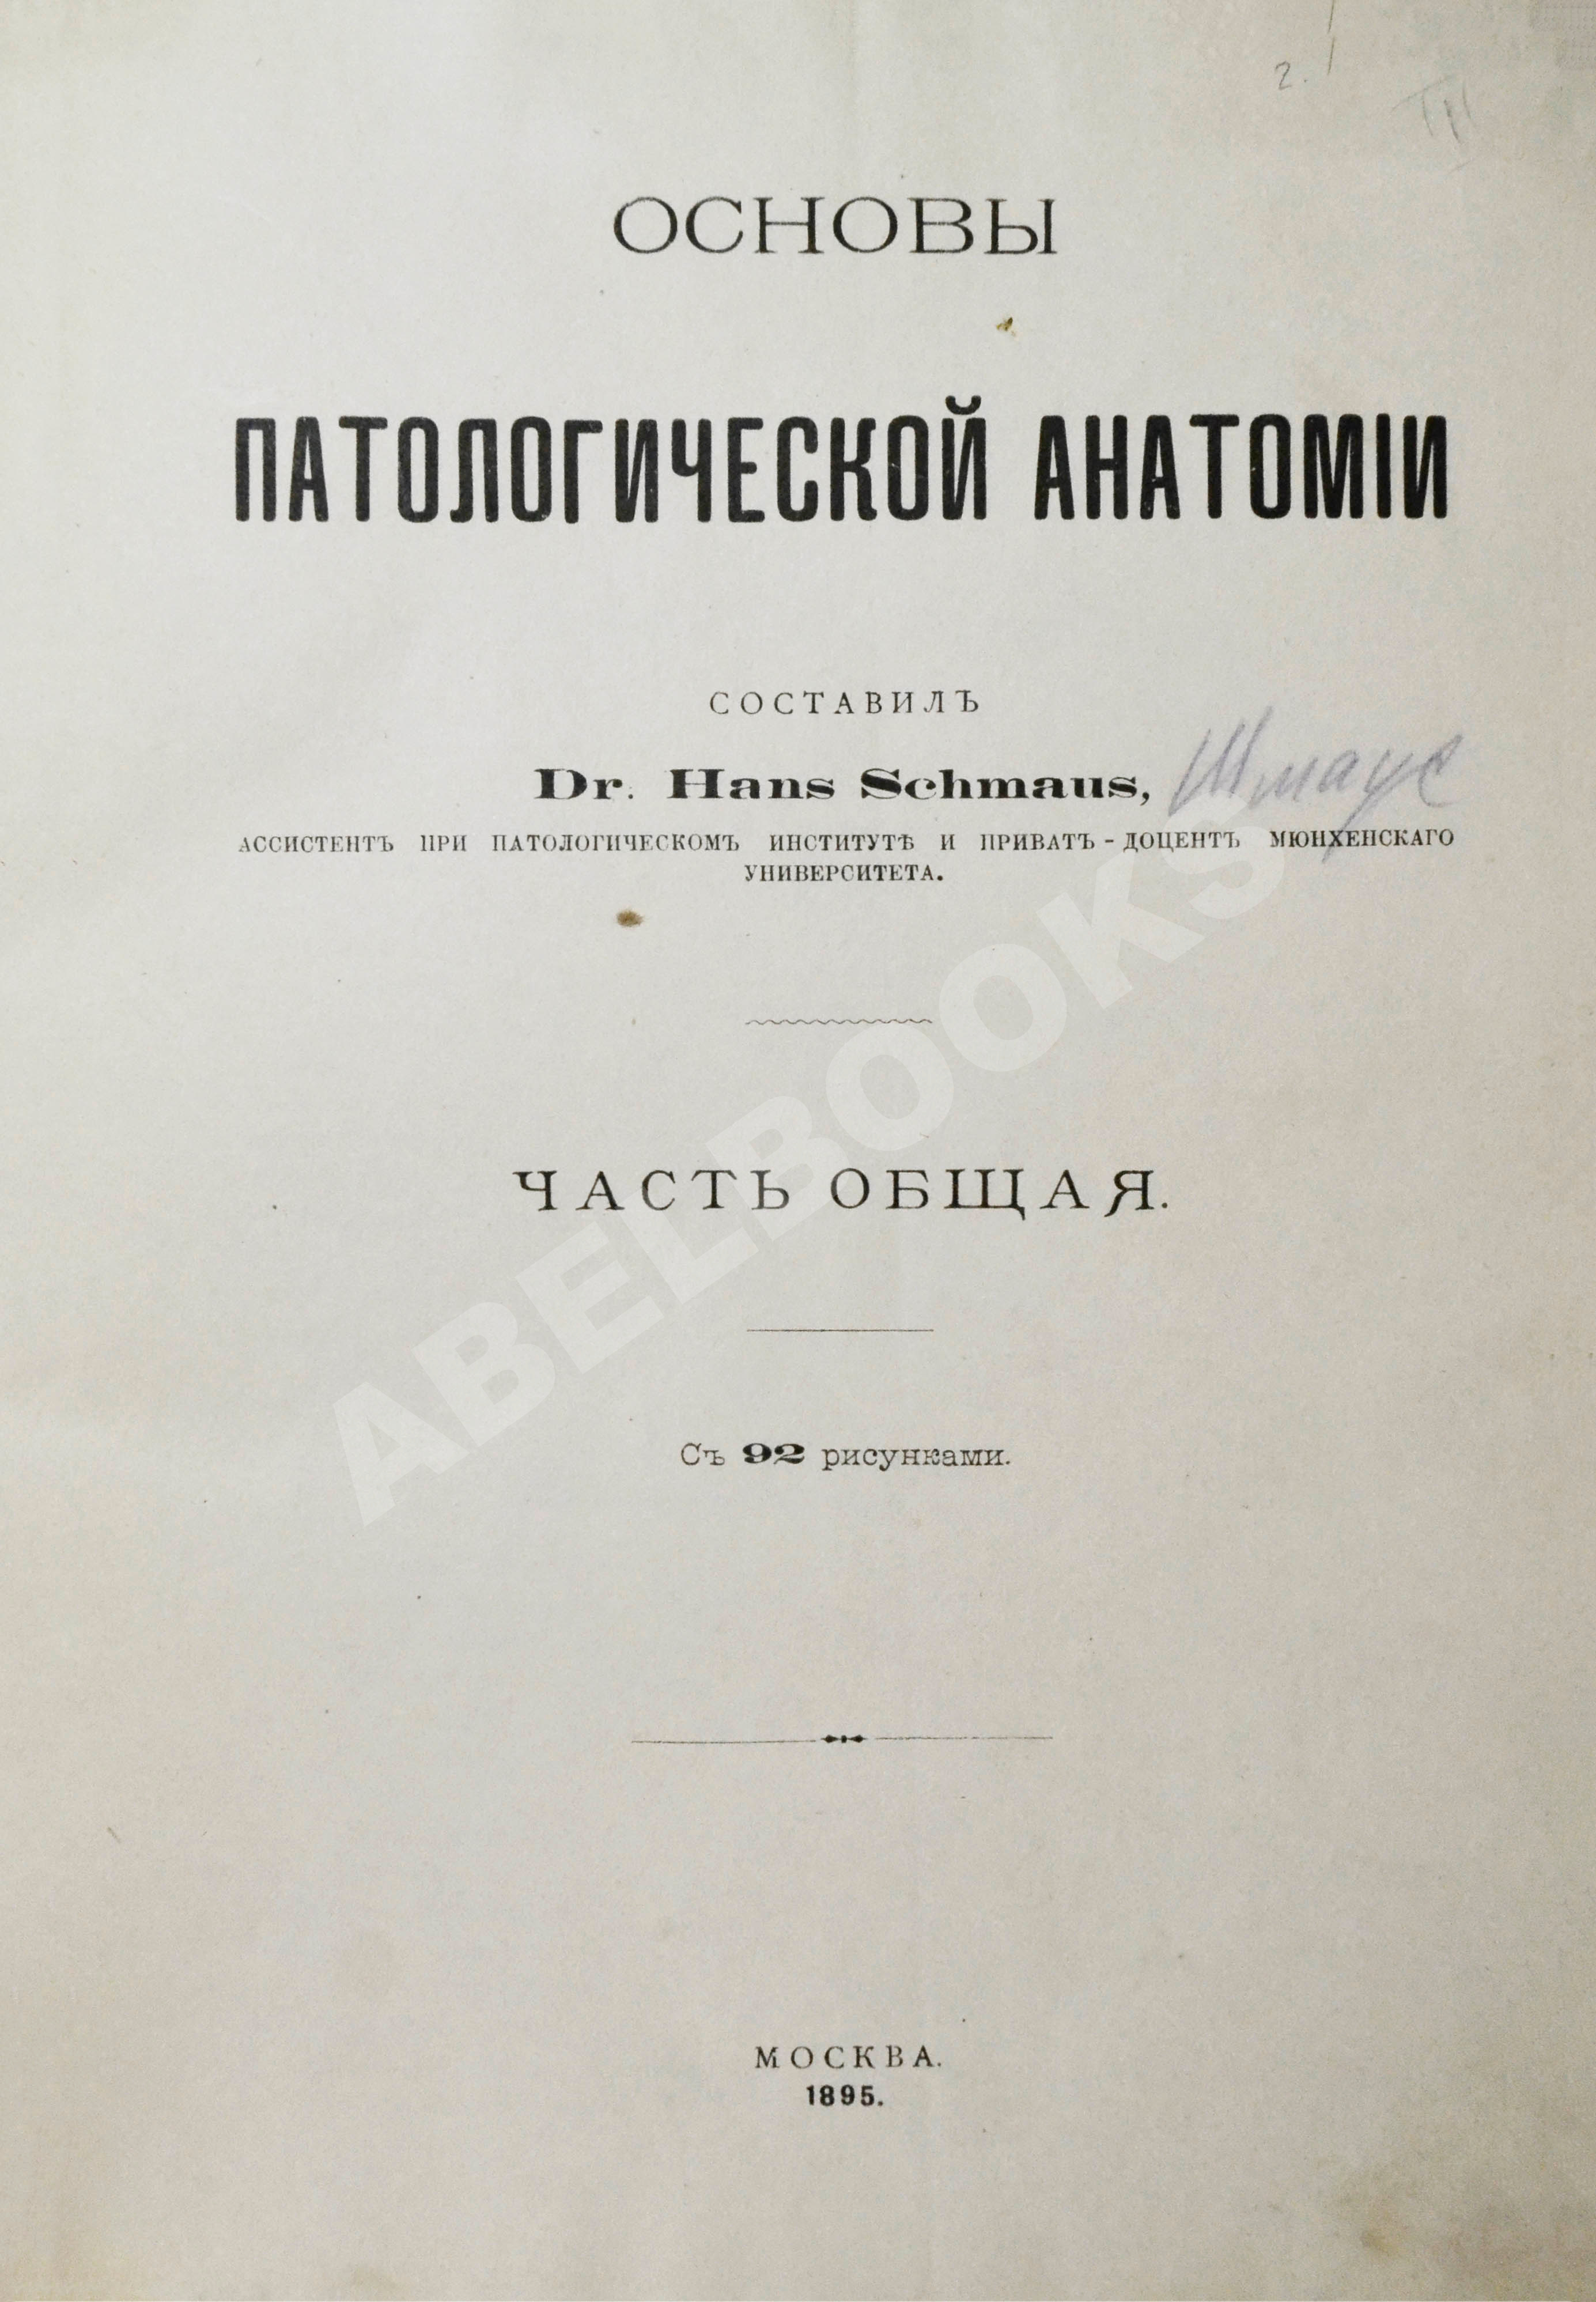 2.
ОСНОВЫ
ПАТОЛОГИЧЕСКОЙ АНАТОМІИ
СОСТАВИЛЪ
Dr. Hans Schmaus, Шмаус
АССИСТЕНТЪ ПРИ ПАТОЛОГИЧЕСКОМЪ ИНСТИТУТѢ И ПРИВАТЪ-ДОЦЕНТЪ МЮНХЕНСКАГО
УНИВЕРСИТЕТА.
ЧАСТЬ ОБЩАЯ.
Съ 92 рисунками.
МОСКВА.
1895.
ABELBOOKS